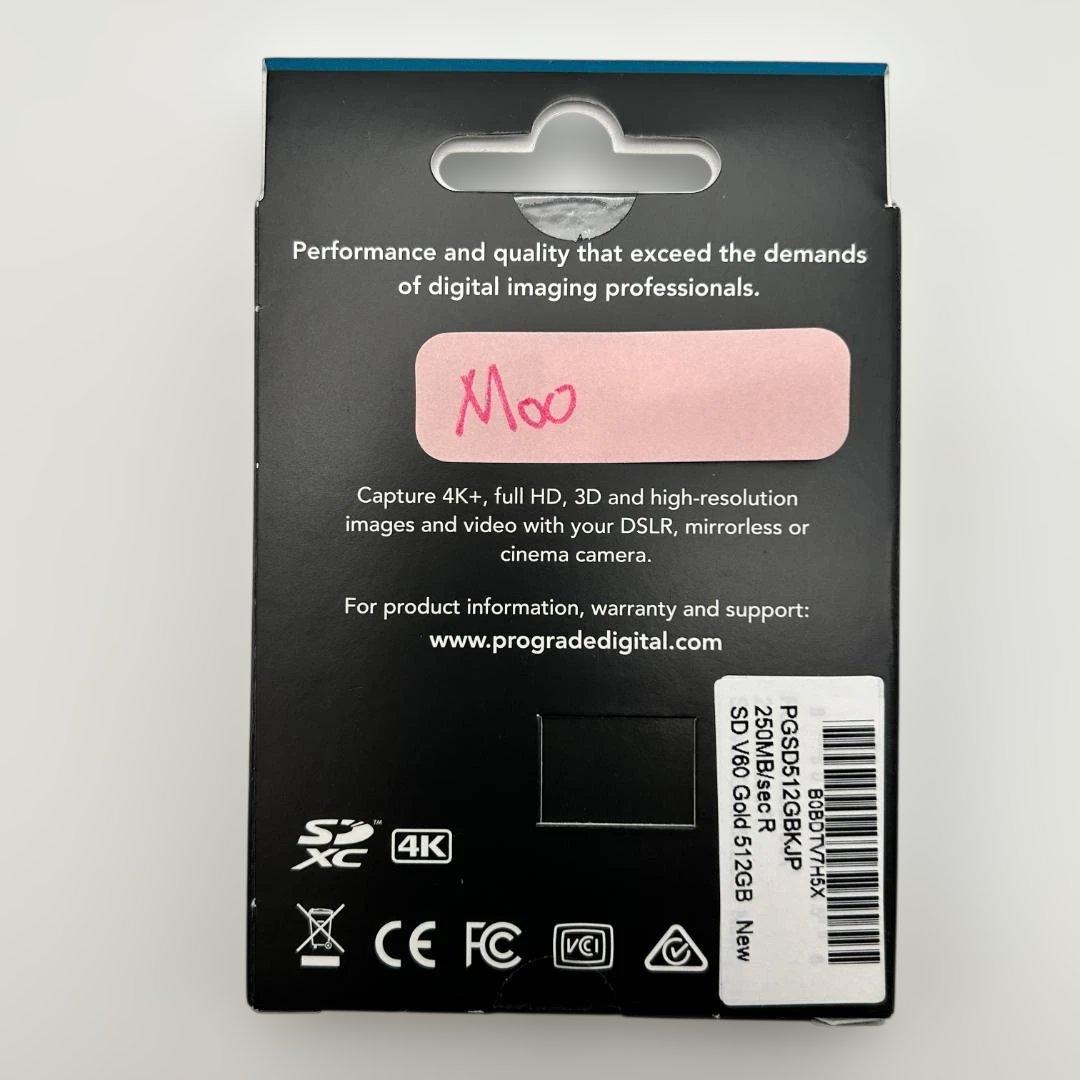 Performance and quality that exceed the demands
of digital imaging professionals.
Moo
Capture 4K+, full HD, 3D and high-resolution
images and video with your DSLR, mirrorless or
cinema camera.
For product information, warranty and support:
www.progradedigital.com
SD™
XC
4K
CE
FC
VCI
B0BDTV7H5X
PGSD512GBKJP
250MB/sec R
SD V60 Gold 512GB New